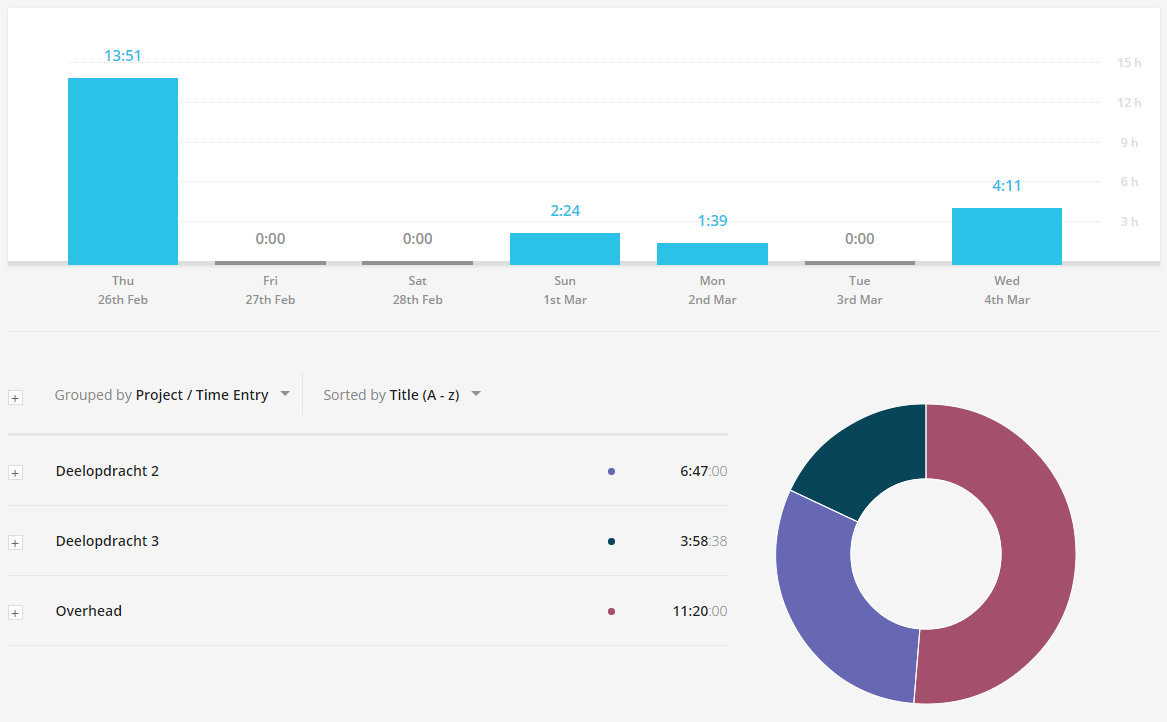 13:51
15 h
12 h
9 h
6 h
4:11
2:24
1:39
3 h
0:00
0:00
0:00
Thu Fri Sat Sun Mon Tue Wed
26th Feb 27th Feb 28th Feb 1st Mar 2nd Mar 3rd Mar 4th Mar
+ Grouped by Project / Time Entry Sorted by Title (A - z)
+ Deelopdracht 2 6:47:00
+ Deelopdracht 3 3:58:38
+ Overhead 11:20:00